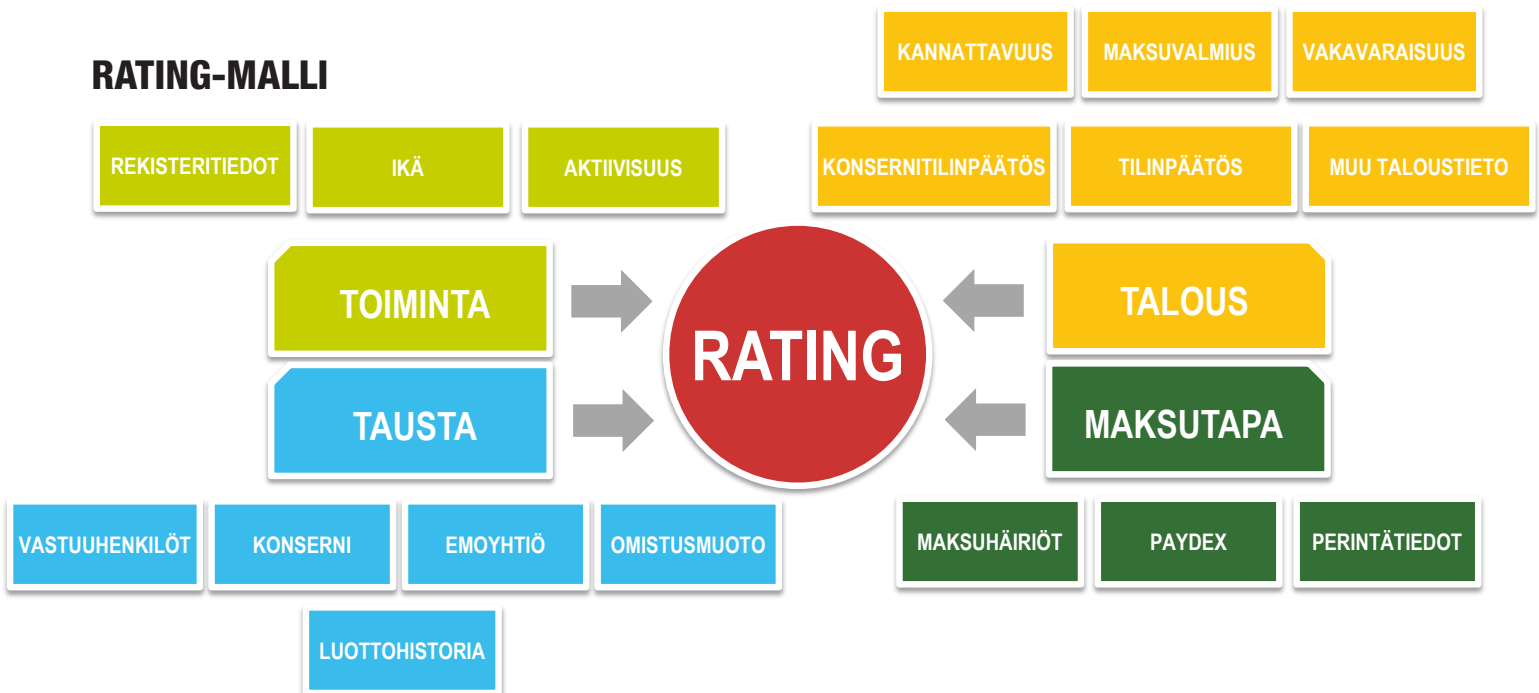 RATING-MALLI
KANNATTAVUUS
MAKSUVALMIUS
VAKAVARAISUUS
REKISTERITIEDOT
IKÄ
AKTIIVISUUS
KONSERNITILINPÄÄTÖS
TILINPÄÄTÖS
MUU TALOUSTIETO
TOIMINTA
TALOUS
RATING
TAUSTA
MAKSUTAPA
VASTUUHENKILÖT
KONSERNI
EMOYHTIÖ
OMISTUSMUOTO
MAKSUHÄIRIÖT
PAYDEX
PERINTÄTIEDOT
LUOTTOHISTORIA